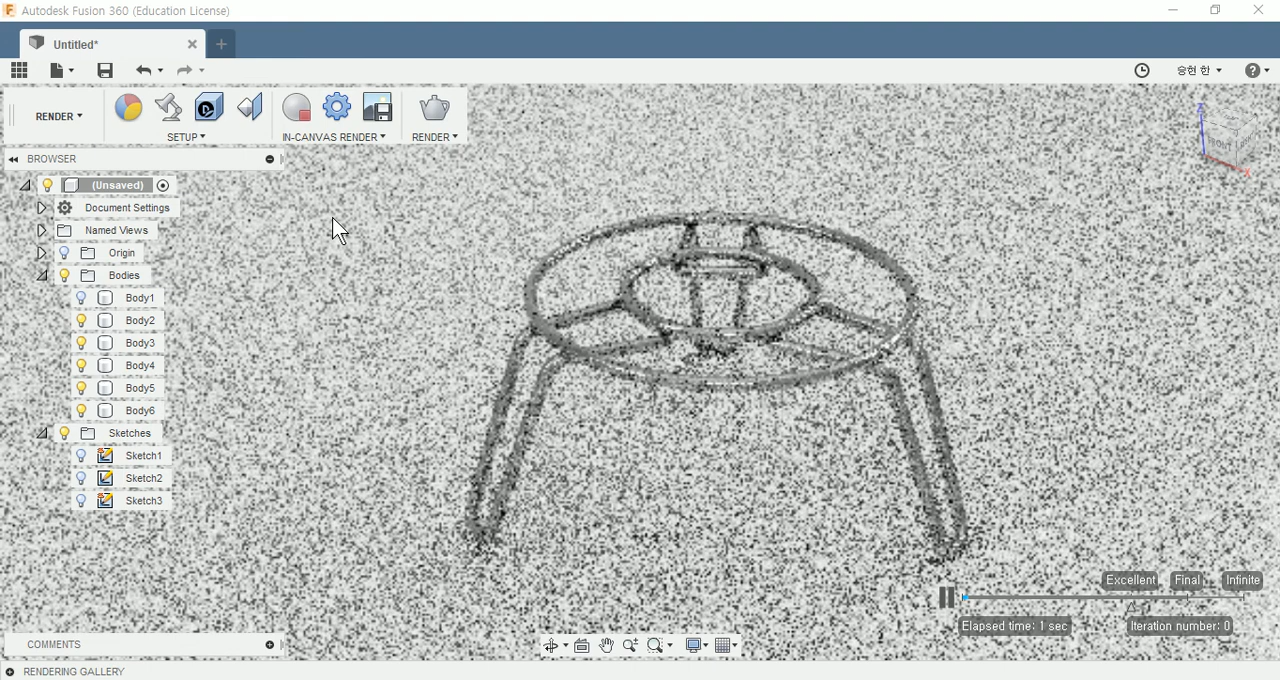 Autodesk Fusion 360 (Education License)
Untitled*
승현 한
RENDER
SETUP
IN-CANVAS RENDER
RENDER
BROWSER
(Unsaved)
Document Settings
Named Views
Origin
Bodies
Body1
Body2
Body3
Body4
Body5
Body6
Sketches
Sketch1
Sketch2
Sketch3
Z
FRONT
X
Excellent Final Infinite
Elapsed time: 1 sec Iteration number: 0
COMMENTS
RENDERING GALLERY